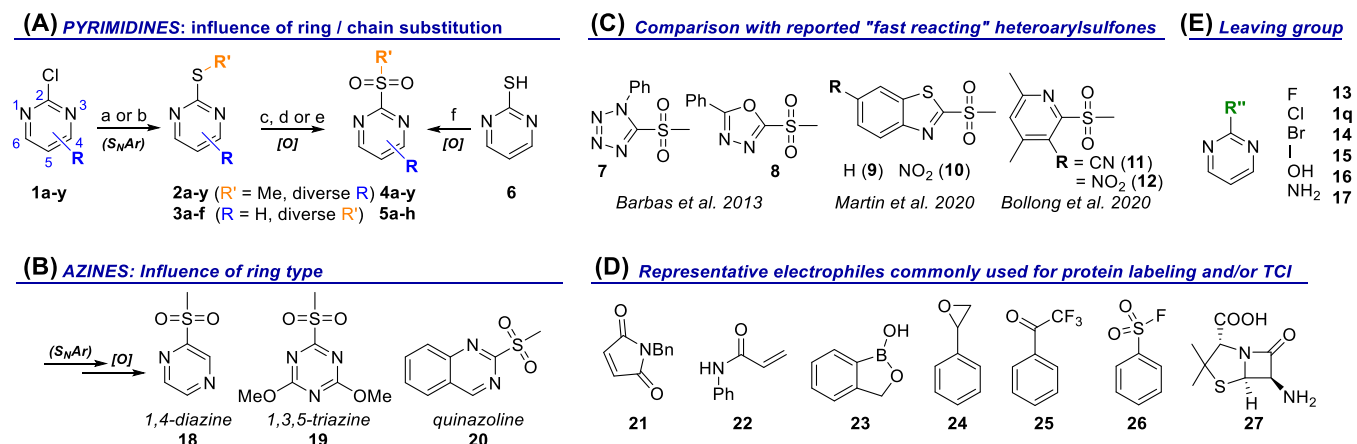 (A) PYRIMIDINES: influence of ring / chain substitution
Cl
2
1 N N 3
6 4
5 R
1a-y
a or b
(SNAr)
S R'
N N
R
2a-y (R' = Me, diverse R) 4a-y
3a-f (R = H, diverse R') 5a-h
c, d or e
[O]
R'
O=S=O
N N
R
f
[O]
SH
N N
6
(B) AZINES: Influence of ring type
(SNAr) [O]
O=S=O
N
N
1,4-diazine
18
O=S=O
N N
MeO N OMe
1,3,5-triazine
19
N O
S
N O
quinazoline
20
(C) Comparison with reported "fast reacting" heteroarylsulfones
Ph
N O
N S
N-N O
7
Ph O O
S
N-N O
8
Barbas et al. 2013
R S O
S
N O
H (9) NO2 (10)
Martin et al. 2020
N O
S
O
R = CN (11)
= NO2 (12)
Bollong et al. 2020
(D) Representative electrophiles commonly used for protein labeling and/or TCI
O
NBn
O
21
O
HN
Ph
22
OH
B
O
23
O
24
O
CF3
25
O F
S
O
26
COOH O
N
S
H NH2
27
(E) Leaving group
R''
N N
F 13
Cl 1q
Br 14
I 15
OH 16
NH2 17